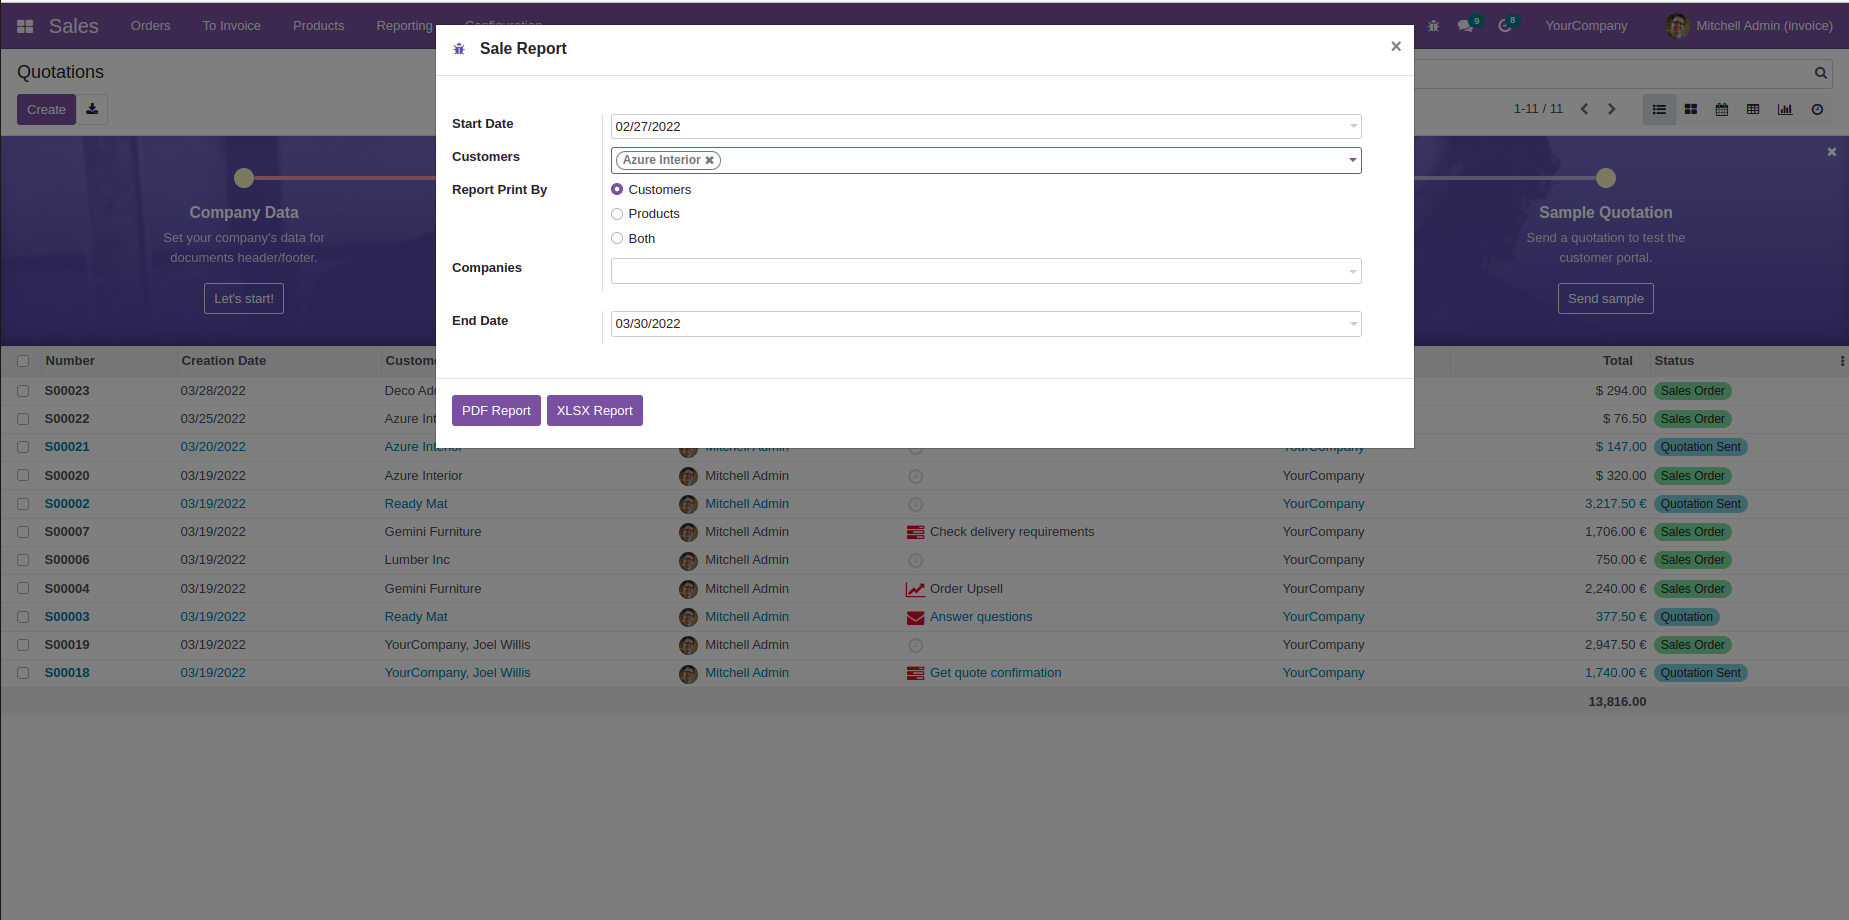 Sales Orders To Invoice Products Reporting Configuration 9 8 YourCompany Mitchell Admin (invoice)
Sale Report
×
Quotations
Create
1-11 / 11
Start Date 02/27/2022
Customers Azure Interior
Report Print By Customers
Products
Both
Companies
End Date 03/30/2022
PDF Report XLSX Report
Company Data
Set your company's data for
documents header/footer.
Let's start!
Sample Quotation
Send a quotation to test the
customer portal.
Send sample
Number Creation Date Total Status
S00023 03/28/2022 Deco $ 294.00 Sales Order
S00022 03/25/2022 Azure $ 76.50 Sales Order
S00021 03/20/2022 Azure Interior Mitchell Admin YourCompany $ 147.00 Quotation Sent
S00020 03/19/2022 Azure Interior Mitchell Admin YourCompany $ 320.00 Sales Order
S00002 03/19/2022 Ready Mat Mitchell Admin YourCompany 3,217.50 € Quotation Sent
S00007 03/19/2022 Gemini Furniture Mitchell Admin Check delivery requirements YourCompany 1,706.00 € Sales Order
S00006 03/19/2022 Lumber Inc Mitchell Admin YourCompany 750.00 € Sales Order
S00004 03/19/2022 Gemini Furniture Mitchell Admin Order Upsell YourCompany 2,240.00 € Sales Order
S00003 03/19/2022 Ready Mat Mitchell Admin Answer questions YourCompany 377.50 € Quotation
S00019 03/19/2022 YourCompany, Joel Willis Mitchell Admin YourCompany 2,947.50 € Sales Order
S00018 03/19/2022 YourCompany, Joel Willis Mitchell Admin Get quote confirmation YourCompany 1,740.00 € Quotation Sent
13,816.00